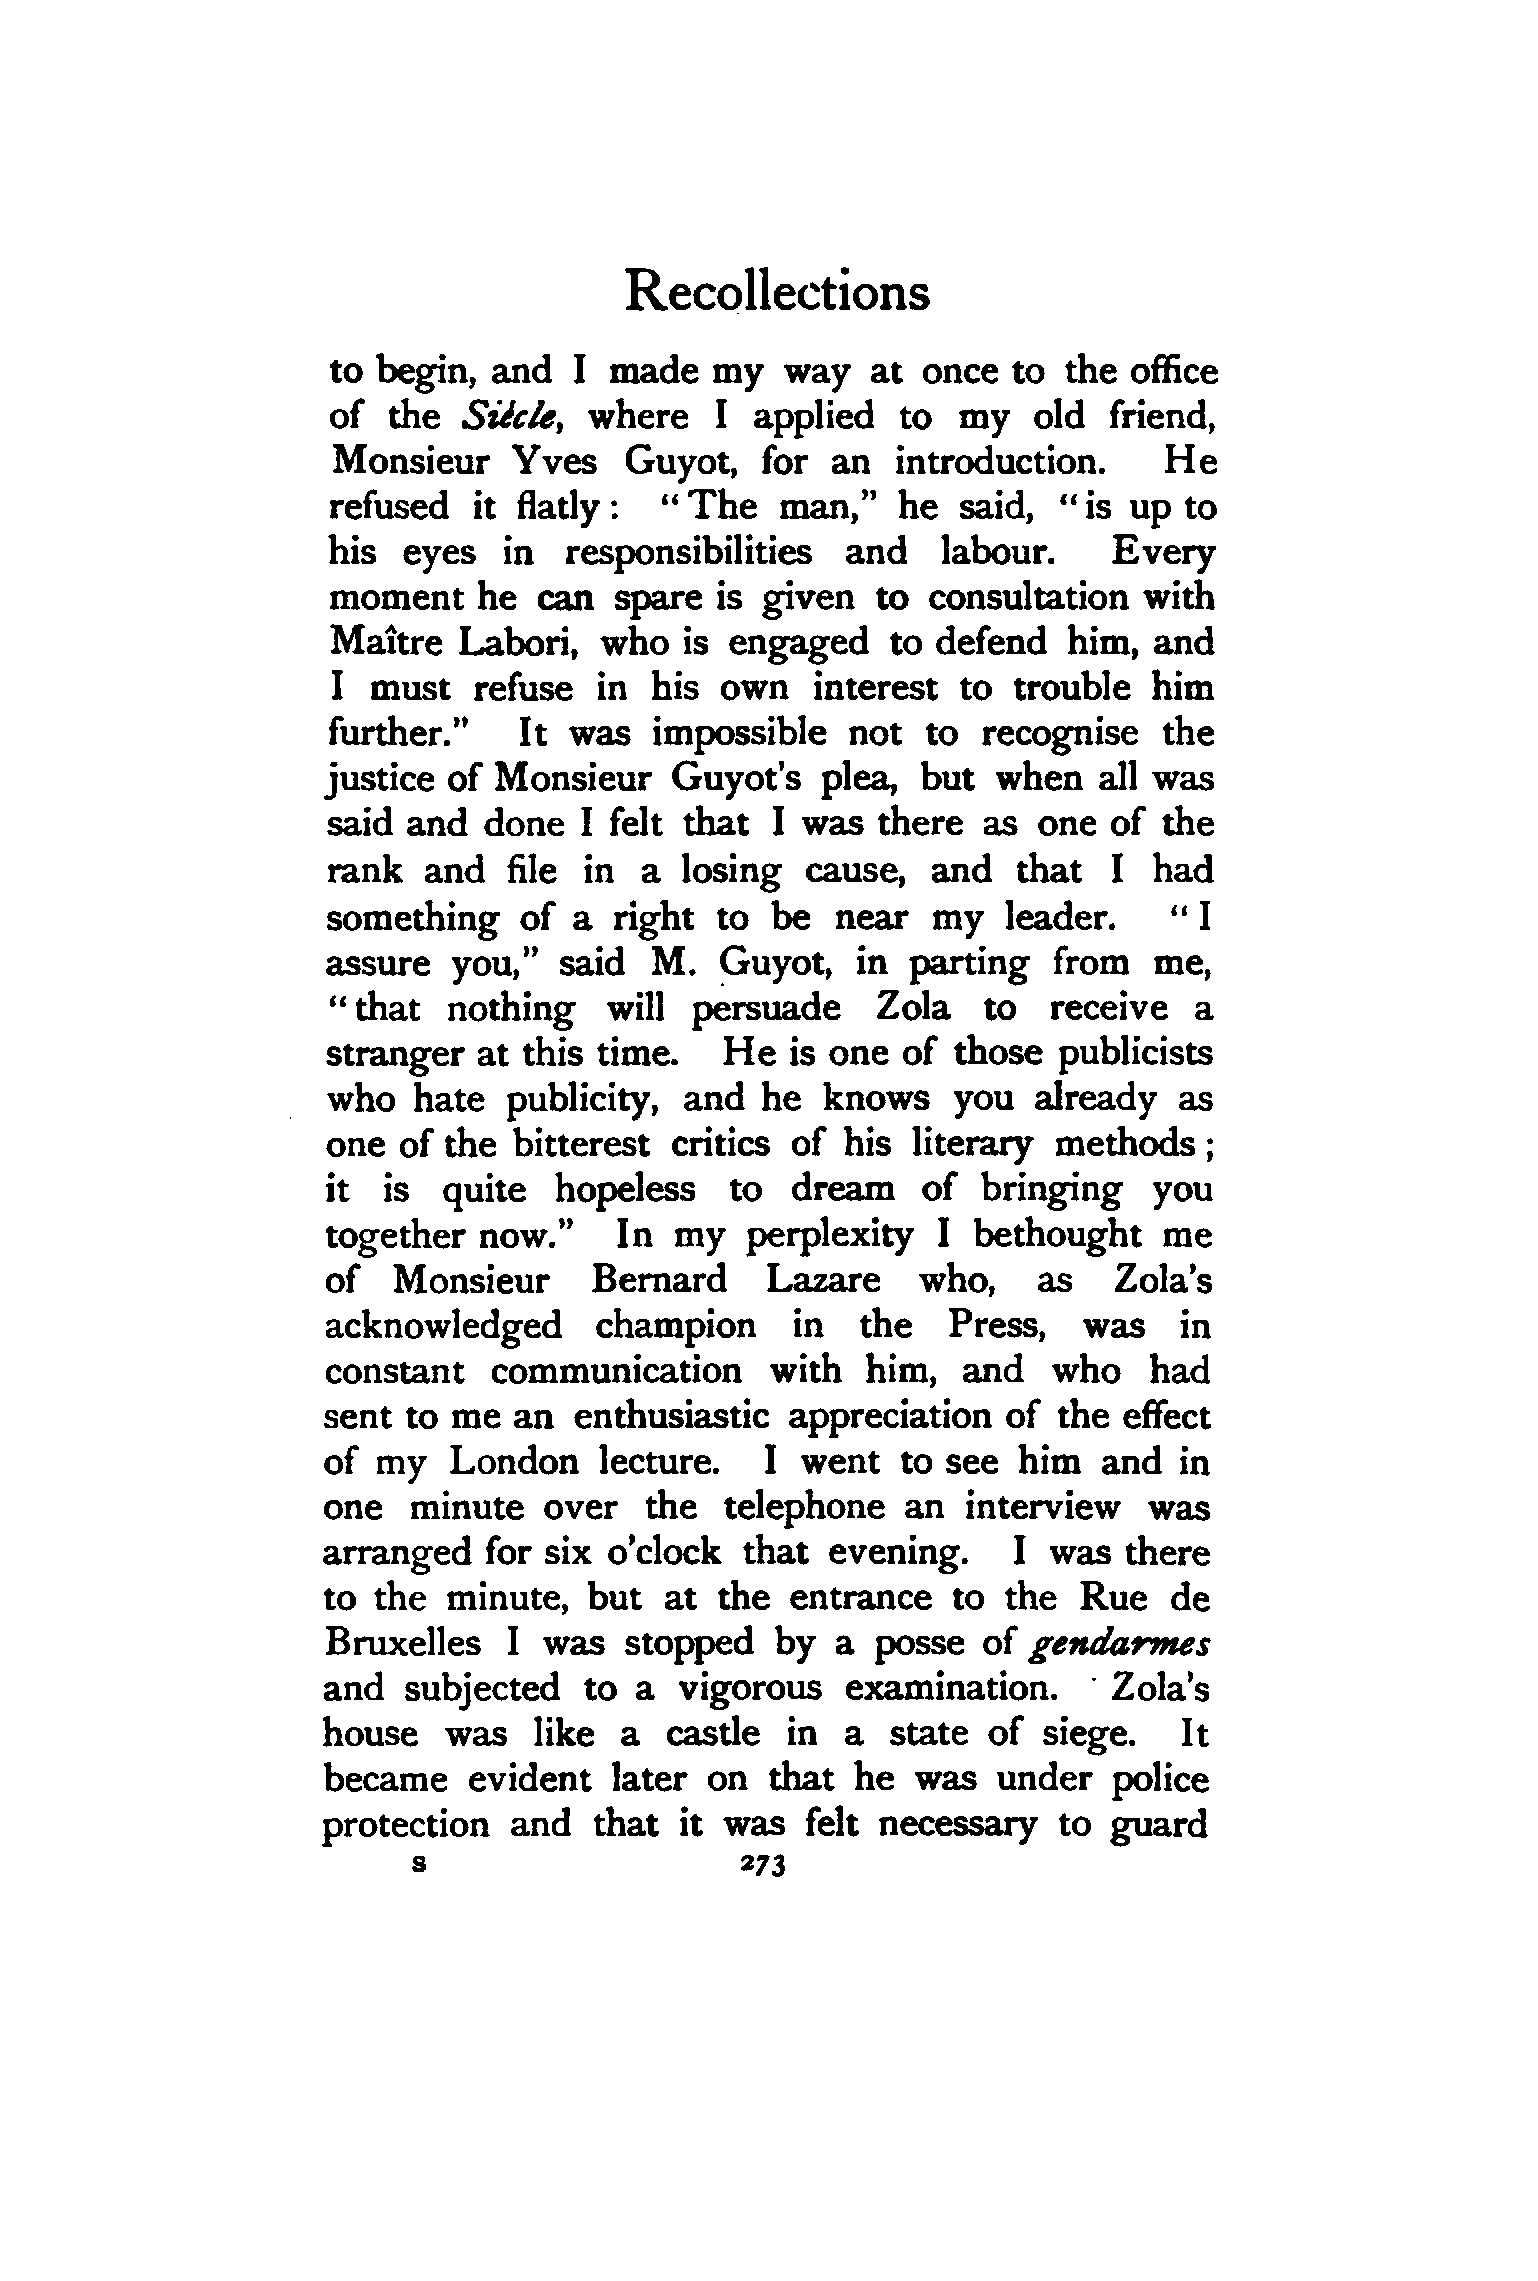 Recollections
to begin, and I made my way at once to the office
of the Siècle, where I applied to my old friend,
Monsieur Yves Guyot, for an introduction. He
refused it flatly : “The man,” he said, “is up to
his eyes in responsibilities and labour. Every
moment he can spare is given to consultation with
Maître Labori, who is engaged to defend him, and
I must refuse in his own interest to trouble him
further.” It was impossible not to recognise the
justice of Monsieur Guyot's plea, but when all was
said and done I felt that I was there as one of the
rank and file in a losing cause, and that I had
something of a right to be near my leader. “I
assure you,” said M. Guyot, in parting from me,
“that nothing will persuade Zola to receive a
stranger at this time. He is one of those publicists
who hate publicity, and he knows you already as
one of the bitterest critics of his literary methods ;
it is quite hopeless to dream of bringing you
together now.” In my perplexity I bethought me
of Monsieur Bernard Lazare who, as Zola's
acknowledged champion in the Press, was in
constant communication with him, and who had
sent to me an enthusiastic appreciation of the effect
of my London lecture. I went to see him and in
one minute over the telephone an interview was
arranged for six o'clock that evening. I was there
to the minute, but at the entrance to the Rue de
Bruxelles I was stopped by a posse of gendarmes
and subjected to a vigorous examination. Zola's
house was like a castle in a state of siege. It
became evident later on that he was under police
protection and that it was felt necessary to guard
s 273